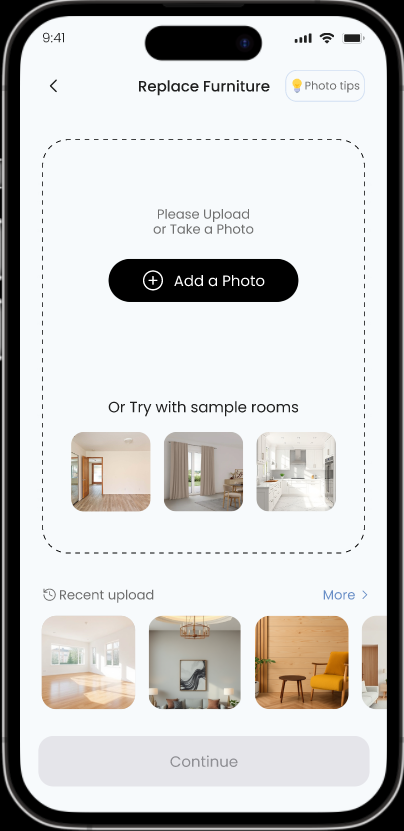 9:41
Replace Furniture
Photo tips
Please Upload
or Take a Photo
Add a Photo
Or Try with sample rooms
Recent upload
More
Continue